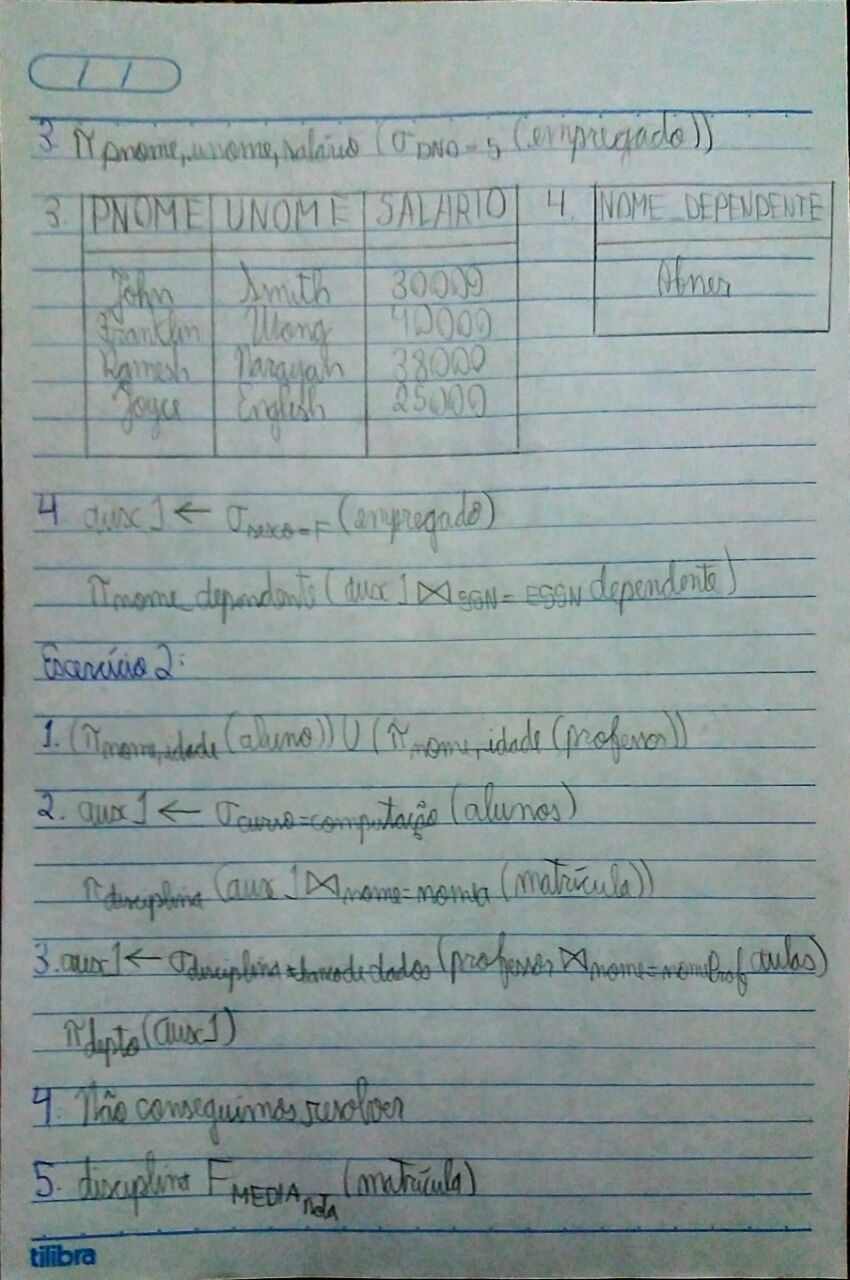 / /
3. π pnome, unome, salário (σ DNO = 5 (empregado))
3. PNOME UNOME SALARIO 4. NOME_DEPENDENTE
John Smith 30000 Abner
Franklin Wong 40000
Ramesh Narayah 38000
Joyce English 25000
4 aux1 ← σ sexo = F (empregado)
π nome_dependente (aux1 ⋈ SSN = ESSN dependente)
Exercício 2:
1. (π nome, idade (aluno)) U (π nome, idade (professor))
2. aux1 ← σ curso = computação (alunos)
π disciplina (aux1 ⋈ nome = nome (matrícula))
3. aux1 ← σ disciplina = banco de dados (professor ⋈ nome = nomeProf aulas)
π depto (aux1)
4. Não conseguimos resolver
5. disciplina F MEDIA nota (matrícula)
tilibra